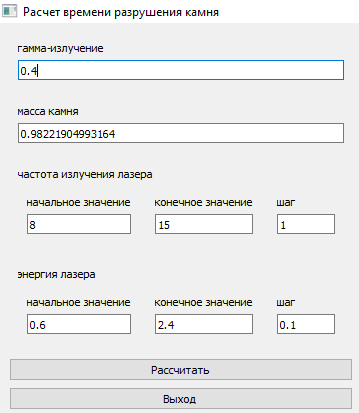 Расчет времени разрушения камня
гамма-излучение
0.4
масса камня
0.98221904993164
частота излучения лазера
начальное значение конечное значение шаг
8 15 1
энергия лазера
начальное значение конечное значение шаг
0.6 2.4 0.1
Рассчитать
Выход